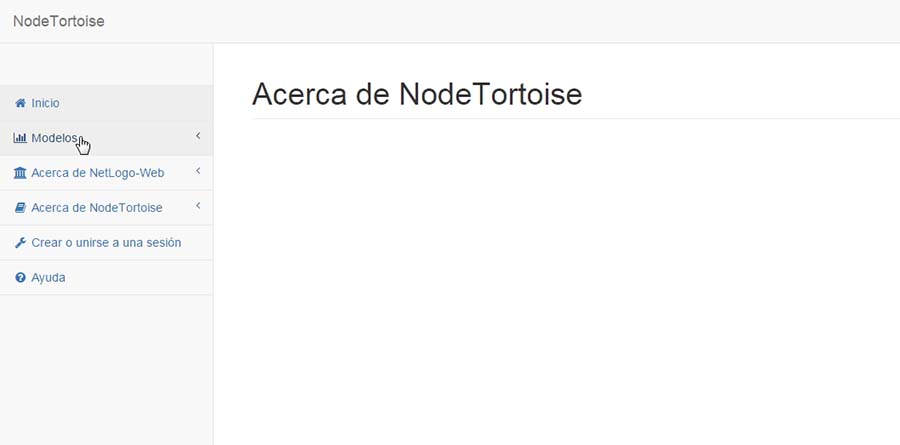 NodeTortoise
Inicio
Modelos
Acerca de NetLogo-Web
Acerca de NodeTortoise
Crear o unirse a una sesión
Ayuda
Acerca de NodeTortoise